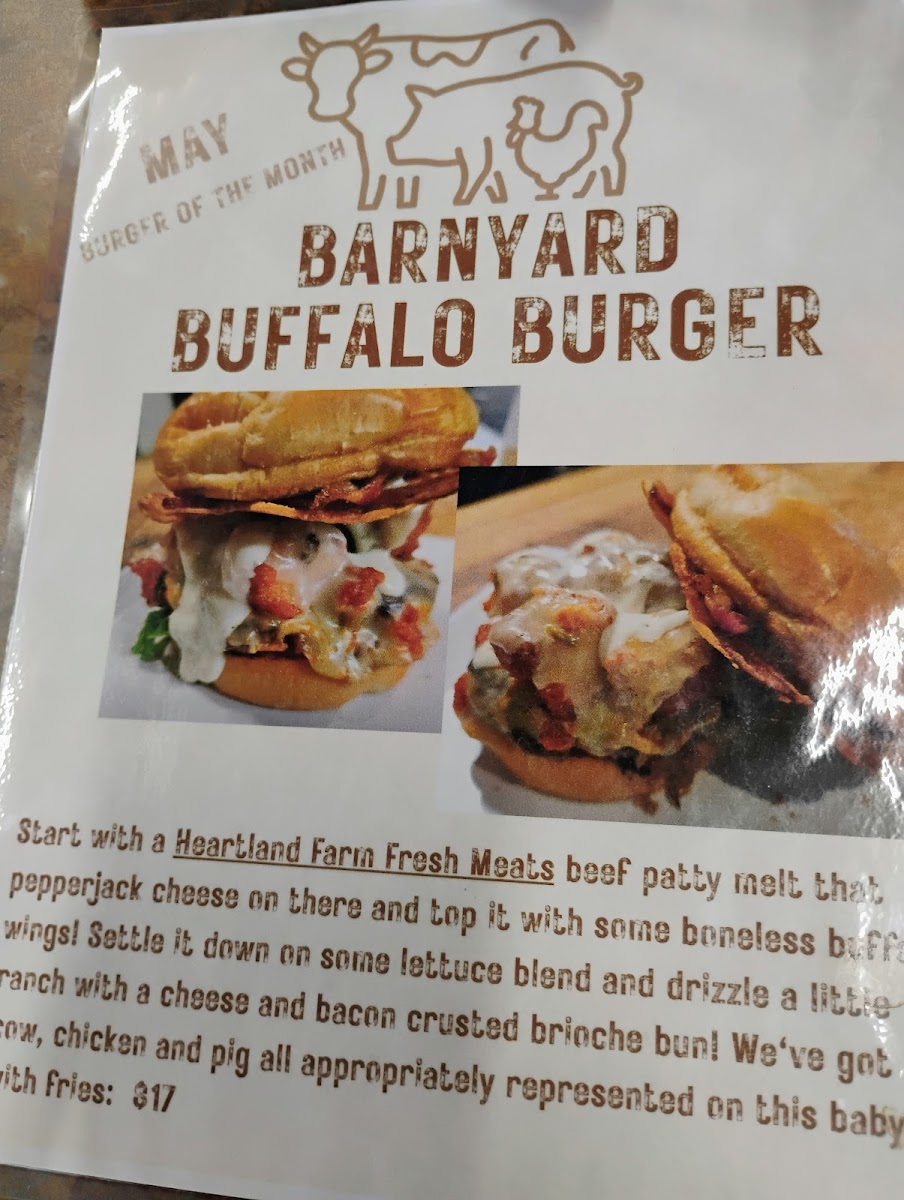 MAY
BURGER OF THE MONTH
BARNYARD
BUFFALO BURGER
Start with a Heartland Farm Fresh Meats beef patty melt that
pepperjack cheese on there and top it with some boneless buff
wings! Settle it down on some lettuce blend and drizzle a little
ranch with a cheese and bacon crusted brioche bun! We've got
cow, chicken and pig all appropriately represented on this baby
with fries: $17